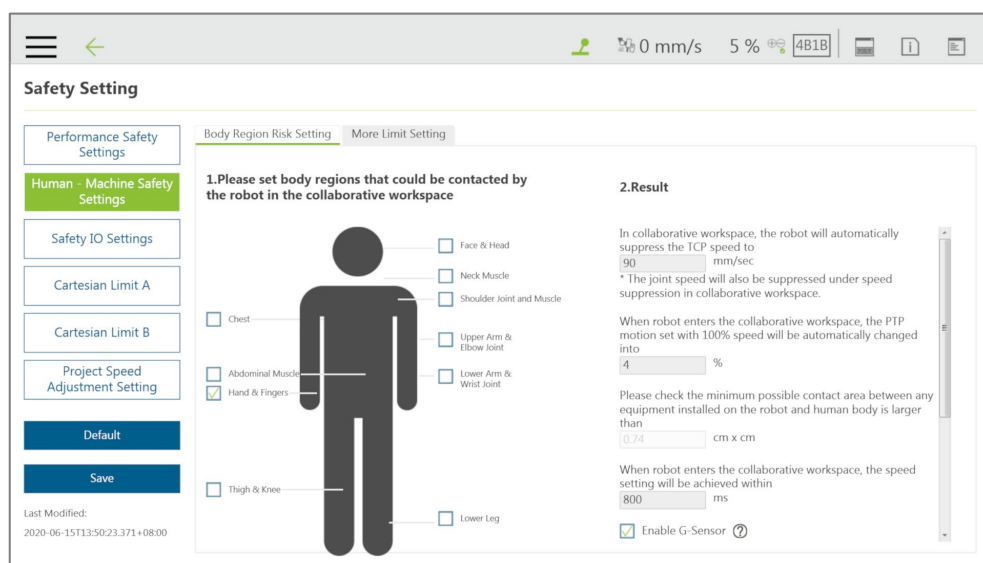 0 mm/s 5 % 4B1B
Safety Setting
Performance Safety
Settings
Human - Machine Safety
Settings
Safety IO Settings
Cartesian Limit A
Cartesian Limit B
Project Speed
Adjustment Setting
Default
Save
Last Modified:
2020-06-15T13:50:23.371+08:00
Body Region Risk Setting
More Limit Setting
1.Please set body regions that could be contacted by
the robot in the collaborative workspace
Face & Head
Neck Muscle
Shoulder Joint and Muscle
Chest
Upper Arm &
Elbow Joint
Abdominal Muscle
Lower Arm &
Wrist Joint
Hand & Fingers
Thigh & Knee
Lower Leg
2.Result
In collaborative workspace, the robot will automatically
suppress the TCP speed to
90 mm/sec
* The joint speed will also be suppressed under speed
suppression in collaborative workspace.
When robot enters the collaborative workspace, the PTP
motion set with 100% speed will be automatically changed
into
4 %
Please check the minimum possible contact area between any
equipment installed on the robot and human body is larger
than
0.74 cm x cm
When robot enters the collaborative workspace, the speed
setting will be achieved within
800 ms
Enable G-Sensor ?